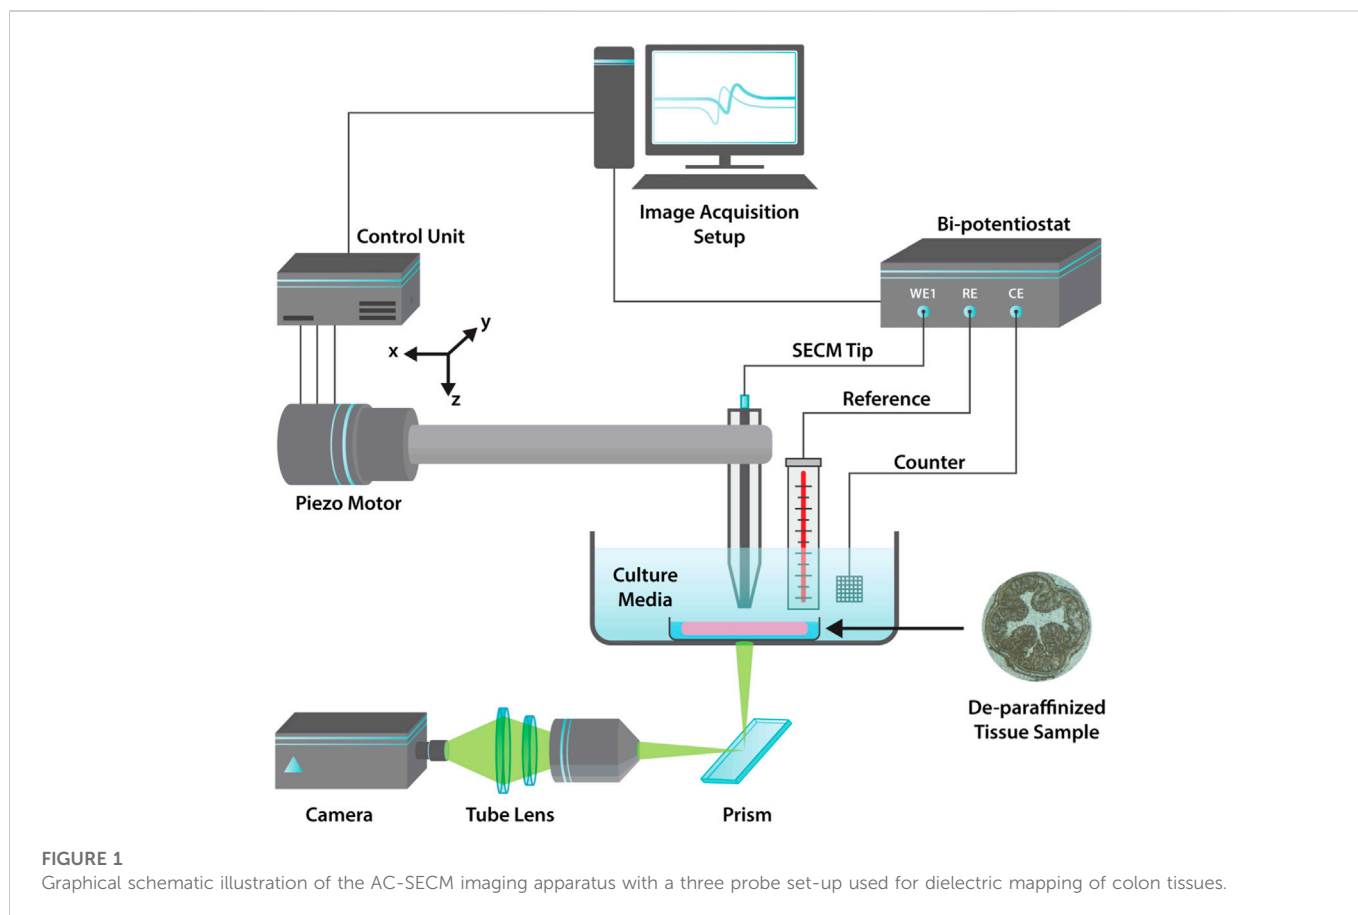 Image Acquisition
Setup
Control Unit
Bi-potentiostat
WE1 RE CE
x
y
z
SECM Tip
Reference
Counter
Piezo Motor
Culture
Media
De-paraffinized
Tissue Sample
Camera
Tube Lens
Prism
FIGURE 1
Graphical schematic illustration of the AC-SECM imaging apparatus with a three probe set-up used for dielectric mapping of colon tissues.